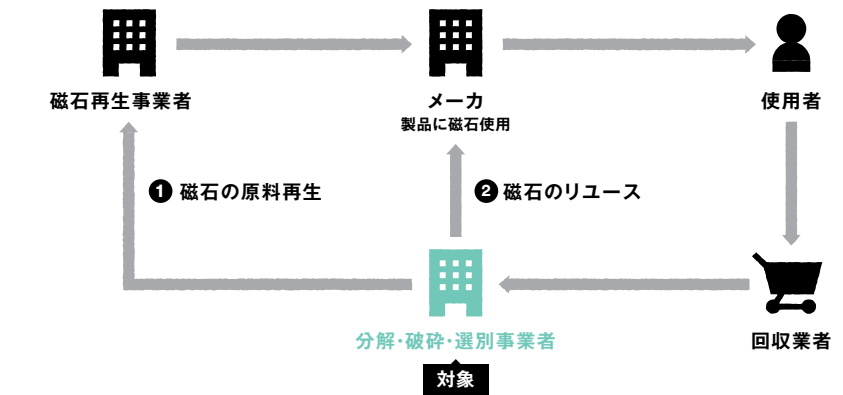 磁石再生事業者
メーカ
製品に磁石使用
使用者
❶ 磁石の原料再生
❷ 磁石のリユース
分解・破砕・選別事業者
回収業者
対象